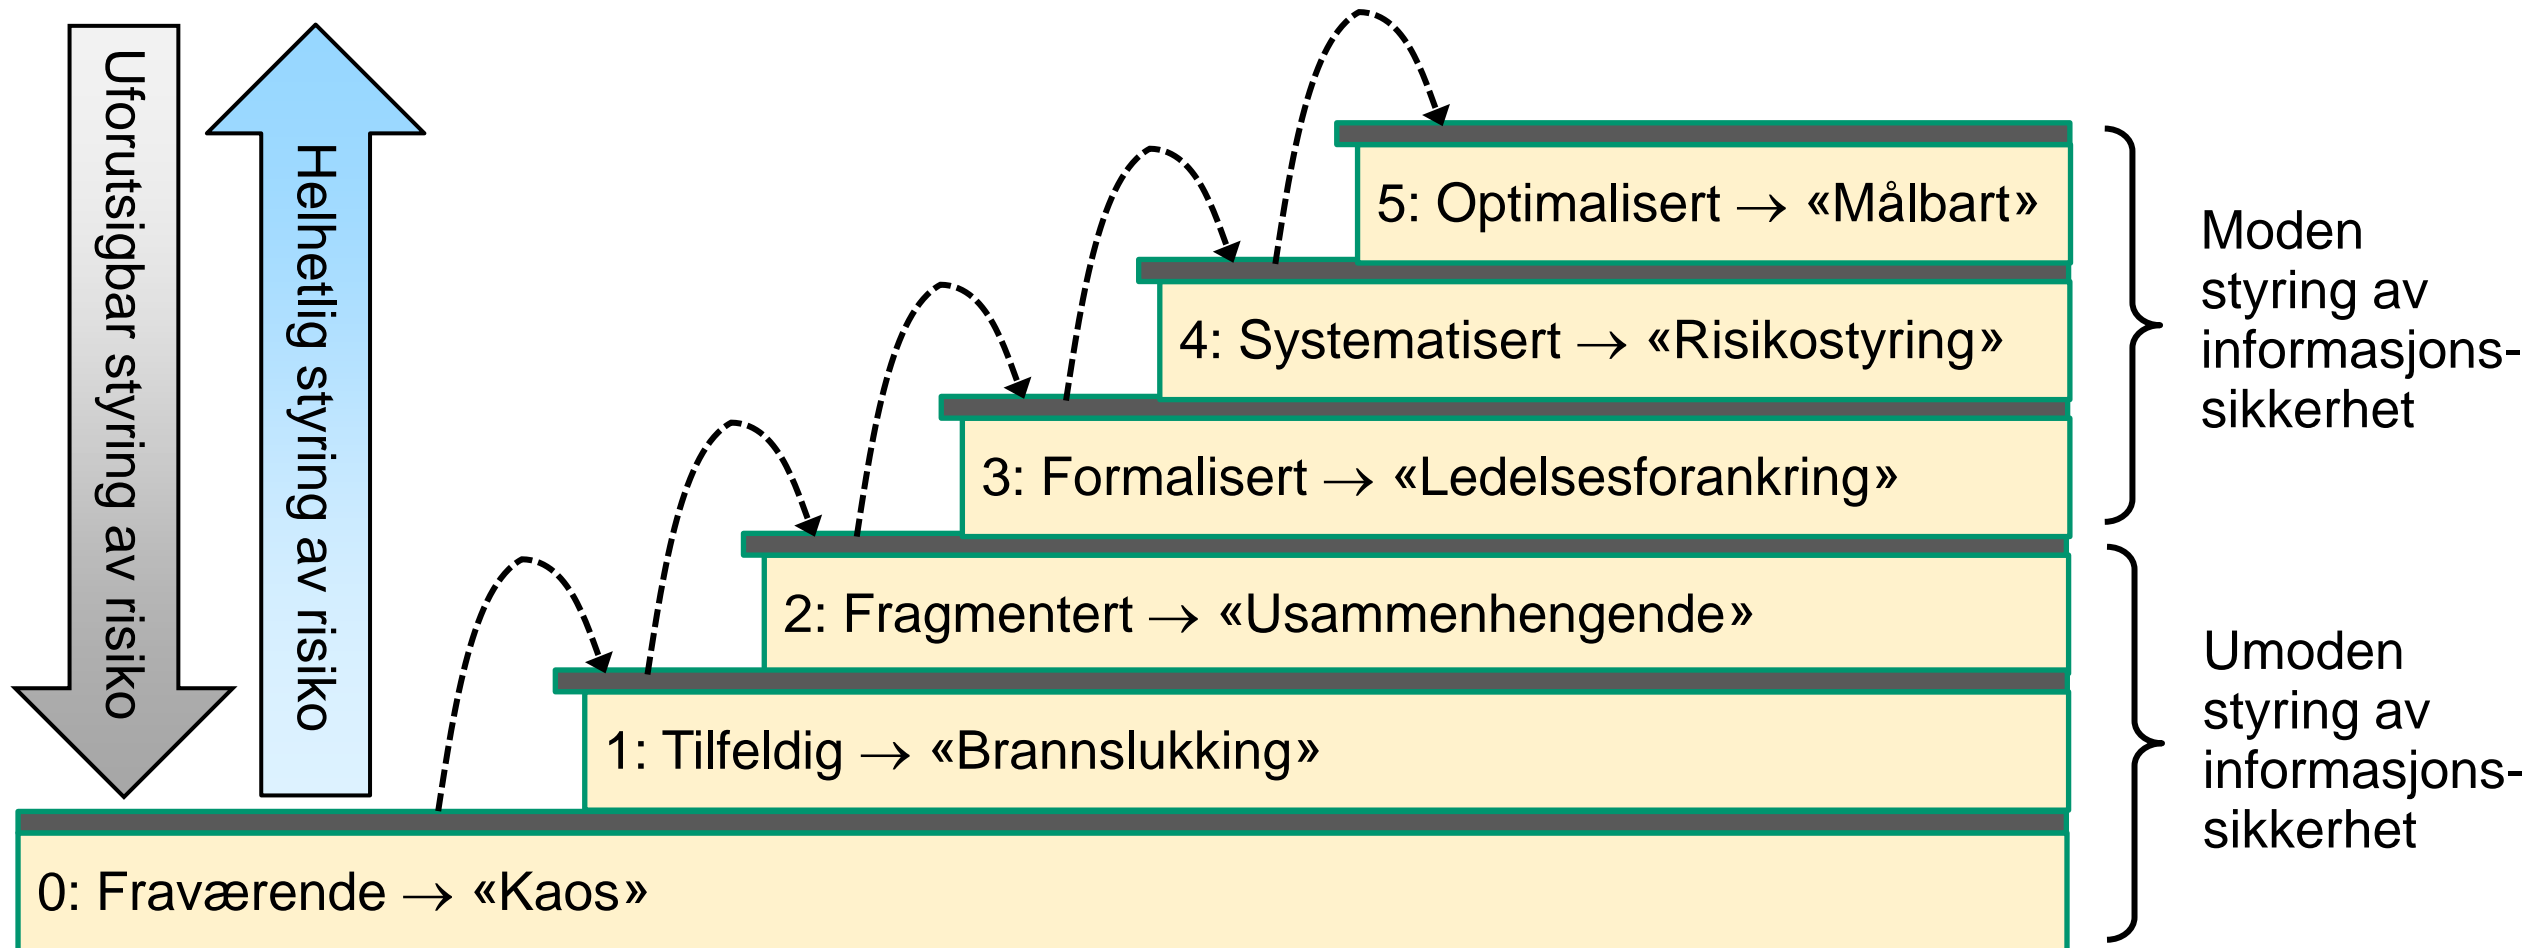 Uforutsigbar styring av risiko
Helhetlig styring av risiko
5: Optimalisert → «Målbart»
4: Systematisert → «Risikostyring»
3: Formalisert → «Ledelsesforankring»
2: Fragmentert → «Usammenhengende»
1: Tilfeldig → «Brannslukking»
0: Fraværende → «Kaos»
Moden
styring av
informasjons-
sikkerhet
Umoden
styring av
informasjons-
sikkerhet